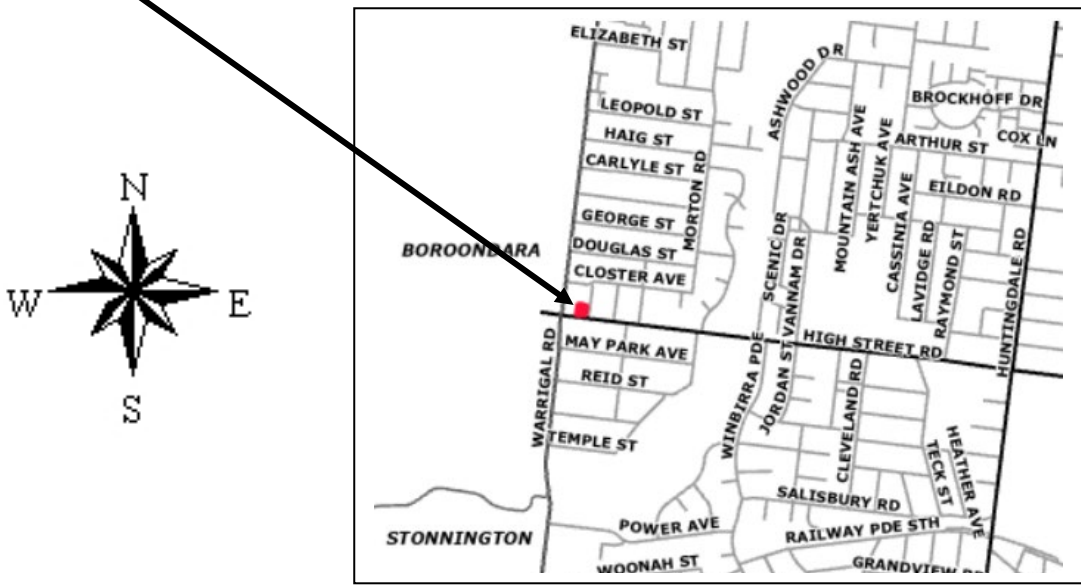 N
W
E
S
ELIZABETH ST
ASHWOOD DR
LEOPOLD ST
BROCKHOFF DR
HAIG ST
COX LN
ARTHUR ST
CARLYLE ST
MORTON RD
MOUNTAIN ASH AVE
YERTCHUK AVE
EILDON RD
CASSINIA AVE
GEORGE ST
BOROONDARA
DOUGLAS ST
SCENIC DR
VANNAM DR
LAVIDGE RD
RAYMOND ST
HUNTINGDALE RD
CLOSTER AVE
HIGH STREET RD
MAY PARK AVE
WARRIGAL RD
REID ST
WINBIRRA PDE
JORDAN ST
CLEVELAND RD
TEMPLE ST
TECK ST
HEATHER AVE
SALISBURY RD
POWER AVE
RAILWAY PDE STH
STONNINGTON
WOONAH ST
GRANDVIEW